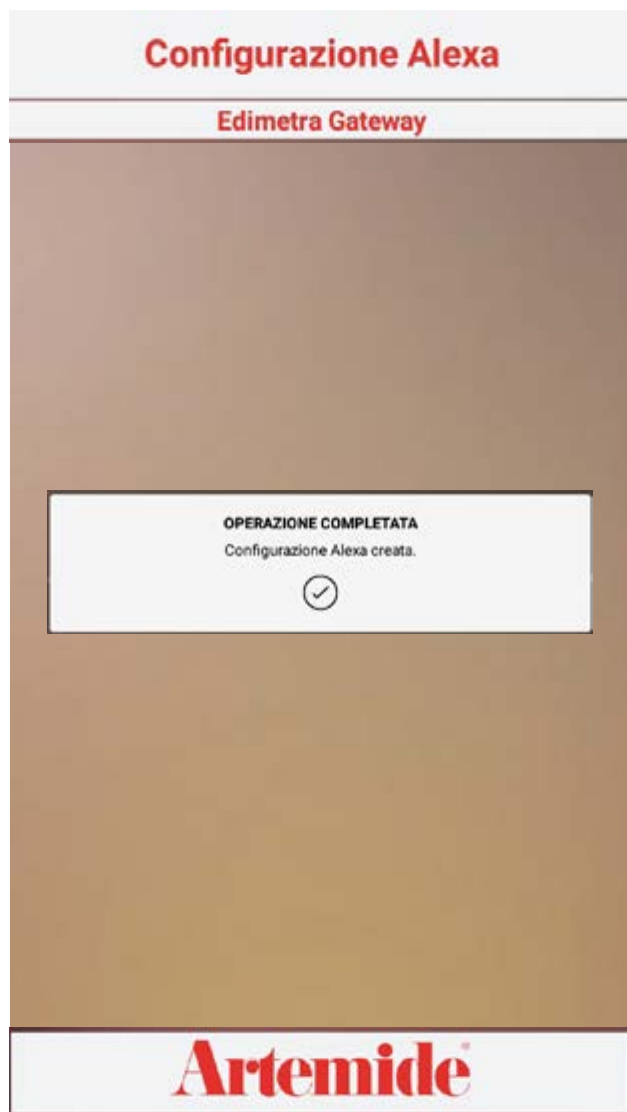 Configurazione Alexa
Edimetra Gateway
OPERAZIONE COMPLETATA
Configurazione Alexa creata.
Artemide®